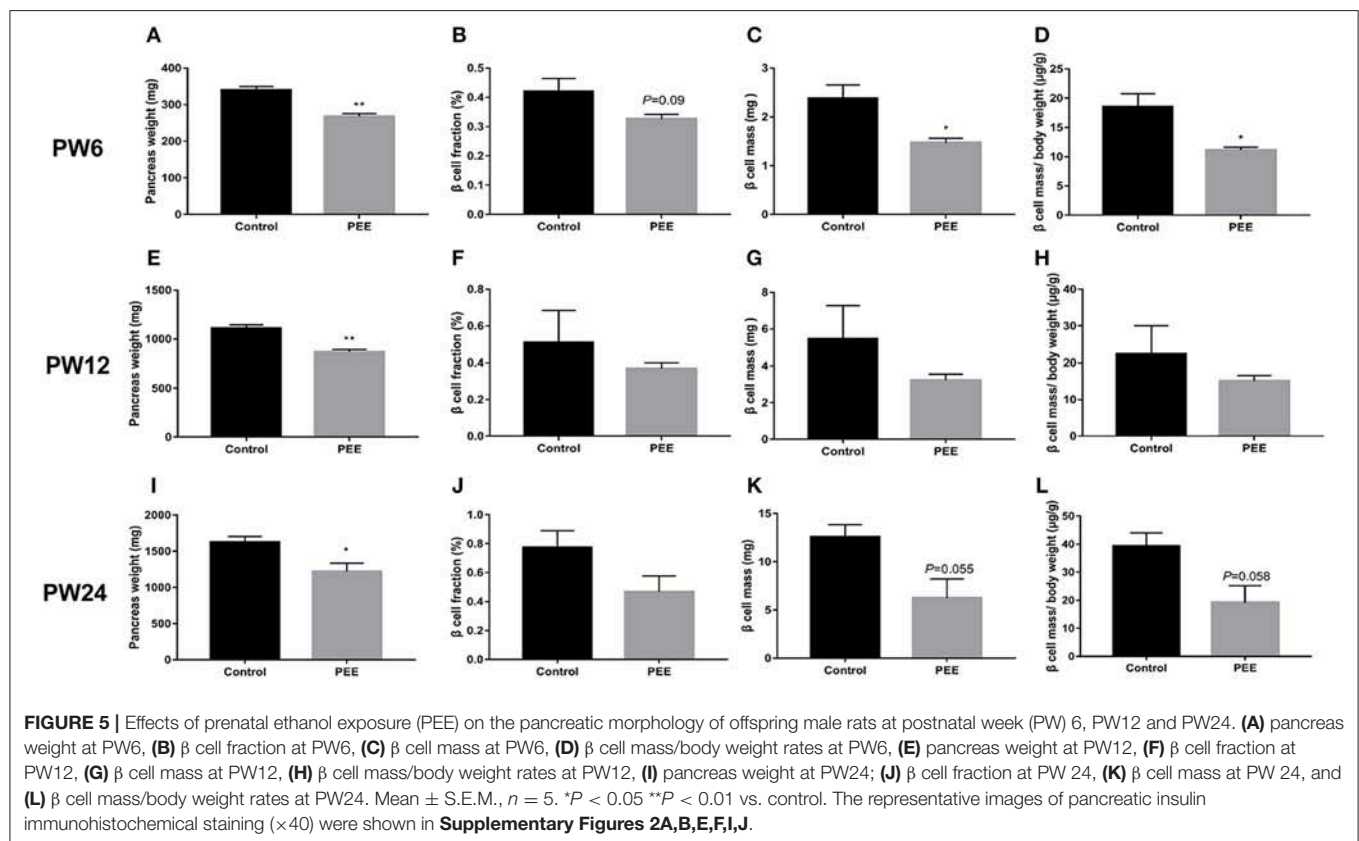 A
B
C
D
PW6
Pancreas weight (mg)
400
300
200
100
0
**
Control
PEE
β cell fraction (%)
0.5
0.4
0.3
0.2
0.1
0.0
P=0.09
Control
PEE
β cell mass (mg)
3
2
1
0
*
Control
PEE
β cell mass/ body weight (μg/g)
25
20
15
10
5
0
*
Control
PEE
E
F
G
H
PW12
Pancreas weight (mg)
1500
1000
500
0
**
Control
PEE
β cell fraction (%)
0.8
0.6
0.4
0.2
0.0
Control
PEE
β cell mass (mg )
8
6
4
2
0
Control
PEE
β cell mass/ body weight (μg/g)
40
30
20
10
0
Control
PEE
I
J
K
L
PW24
Pancreas weight (mg)
2000
1500
1000
500
0
*
Control
PEE
β cell fraction (%)
1.0
0.8
0.6
0.4
0.2
0.0
Control
PEE
β cell mass (mg)
15
10
5
0
P=0.055
Control
PEE
β cell mass/ body weight (μg/g)
50
40
30
20
10
0
P=0.058
Control
PEE
FIGURE 5 | Effects of prenatal ethanol exposure (PEE) on the pancreatic morphology of offspring male rats at postnatal week (PW) 6, PW12 and PW24. (A) pancreas
weight at PW6, (B) β cell fraction at PW6, (C) β cell mass at PW6, (D) β cell mass/body weight rates at PW6, (E) pancreas weight at PW12, (F) β cell fraction at
PW12, (G) β cell mass at PW12, (H) β cell mass/body weight rates at PW12, (I) pancreas weight at PW24; (J) β cell fraction at PW 24, (K) β cell mass at PW 24, and
(L) β cell mass/body weight rates at PW24. Mean ± S.E.M., n = 5. *P < 0.05 **P < 0.01 vs. control. The representative images of pancreatic insulin
immunohistochemical staining (×40) were shown in Supplementary Figures 2A,B,E,F,I,J.